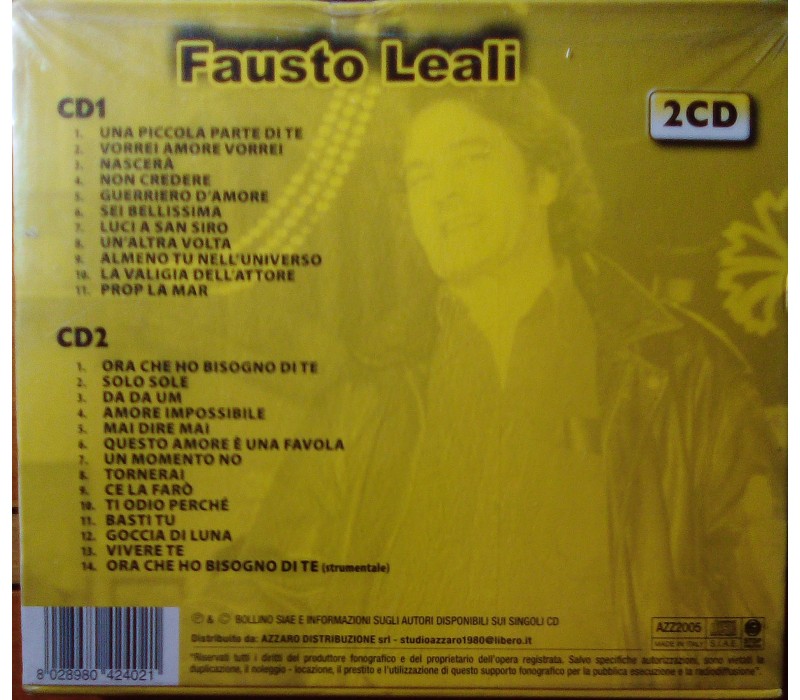 Fausto Leali
CD1
2CD
1. UNA PICCOLA PARTE DI TE
2. VORREI AMORE VORREI
3. NASCERÀ
4. NON CREDERE
5. GUERRIERO D'AMORE
6. SEI BELLISSIMA
7. LUCI A SAN SIRO
8. UN'ALTRA VOLTA
9. ALMENO TU NELL'UNIVERSO
10. LA VALIGIA DELL'ATTORE
11. PROP LA MAR
CD2
1. ORA CHE HO BISOGNO DI TE
2. SOLO SOLE
3. DA DA UM
4. AMORE IMPOSSIBILE
5. MAI DIRE MAI
6. QUESTO AMORE È UNA FAVOLA
7. UN MOMENTO NO
8. TORNERAI
9. CE LA FARÒ
10. TI ODIO PERCHÉ
11. BASTI TU
12. GOCCIA DI LUNA
13. VIVERE TE
14. ORA CHE HO BISOGNO DI TE (strumentale)
℗ & © BOLLINO SIAE E INFORMAZIONI SUGLI AUTORI DISPONIBILI SUI SINGOLI CD
Distribuito da: AZZARO DISTRIBUZIONE srl - studioazzaro1980@libero.it
AZZ2005
MADE IN ITALY S.I.A.E.
"Riservati tutti i diritti del produttore fonografico e del proprietario dell'opera registrata. Salvo specifiche autorizzazioni, sono vietati la
duplicazione, il noleggio - locazione, il prestito e l'utilizzazione di questo supporto fonografico per la pubblica esecuzione e la radiodiffusione".
8 028980 424021